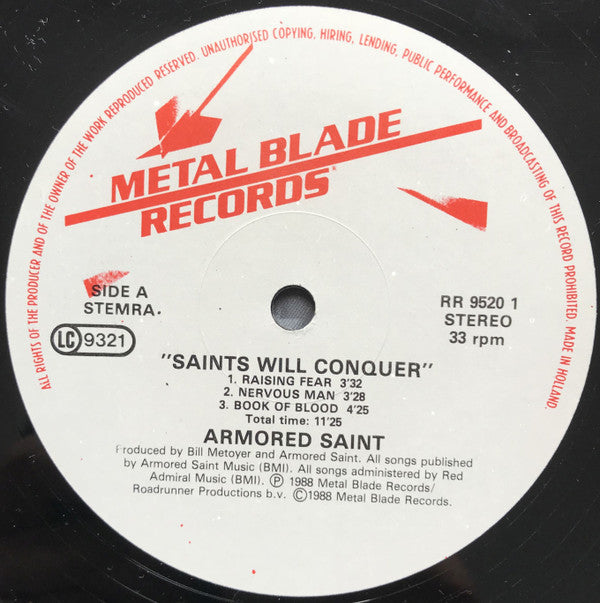 ALL RIGHTS OF THE PRODUCER AND OF THE OWNER OF THE WORK REPRODUCED RESERVED. UNAUTHORISED COPYING, HIRING, LENDING, PUBLIC PERFORMANCE AND BROADCASTING OF THIS RECORD PROHIBITED. MADE IN HOLLAND.
METAL BLADE
RECORDS
SIDE A
STEMRA.
LC 9321
RR 9520 1
STEREO
33 rpm
"SAINTS WILL CONQUER"
1. RAISING FEAR 3'32
2. NERVOUS MAN 3'28
3. BOOK OF BLOOD 4'25
Total time: 11'25
ARMORED SAINT
Produced by Bill Metoyer and Armored Saint. All songs published
by Armored Saint Music (BMI). All songs administered by Red
Admiral Music (BMI). Ⓟ 1988 Metal Blade Records/
Roadrunner Productions b.v. ©1988 Metal Blade Records.